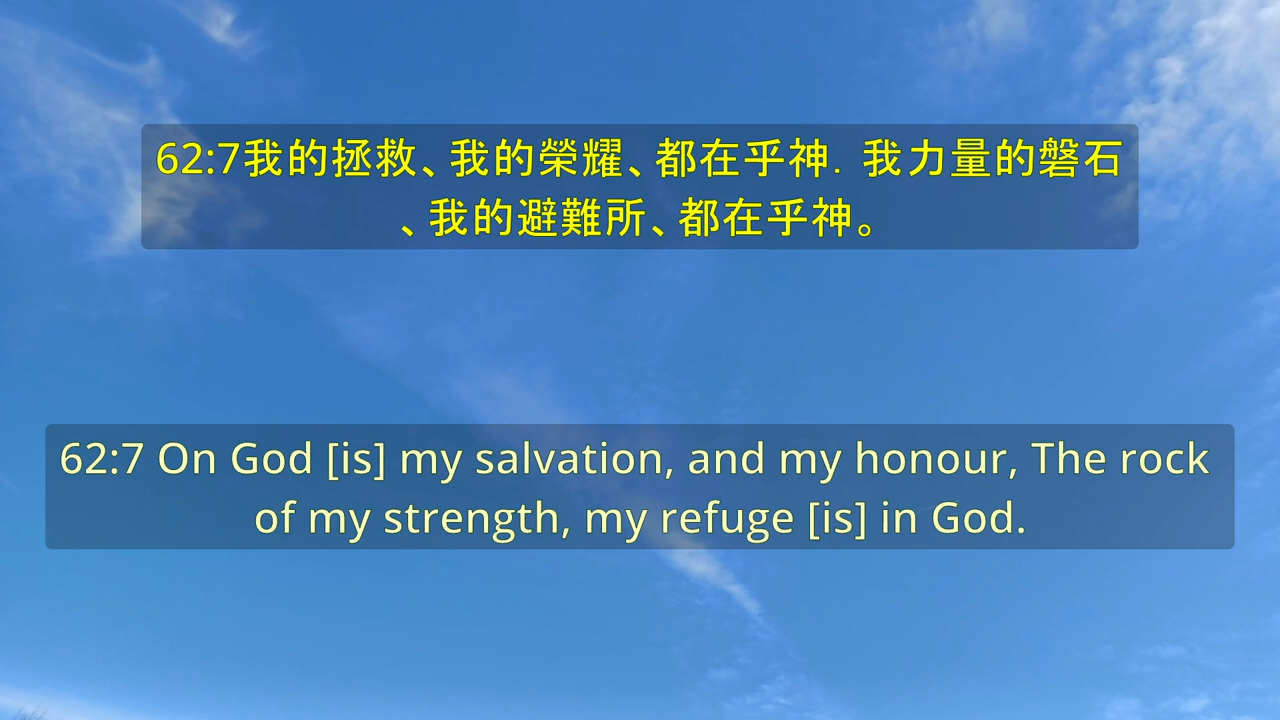 62:7我的拯救、我的榮耀、都在乎神．我力量的磐石
、我的避難所、都在乎神。
62:7 On God [is] my salvation, and my honour, The rock
of my strength, my refuge [is] in God.